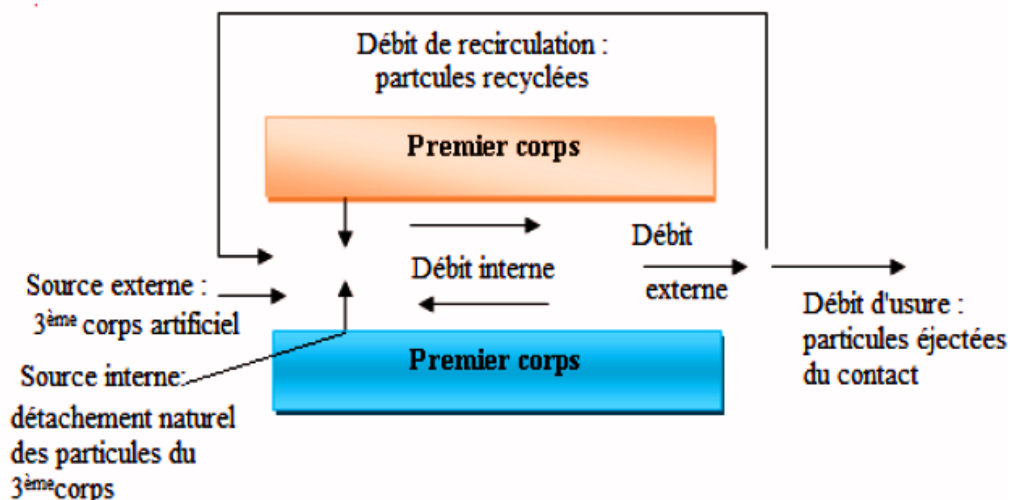 Débit de recirculation :
partcules recyclées
Premier corps
Débit
Débit interne
externe
Source externe :
3ème corps artificiel
Débit d'usure :
particules éjectées
du contact
Premier corps
Source interne:
détachement naturel
des particules du
3èmecorps